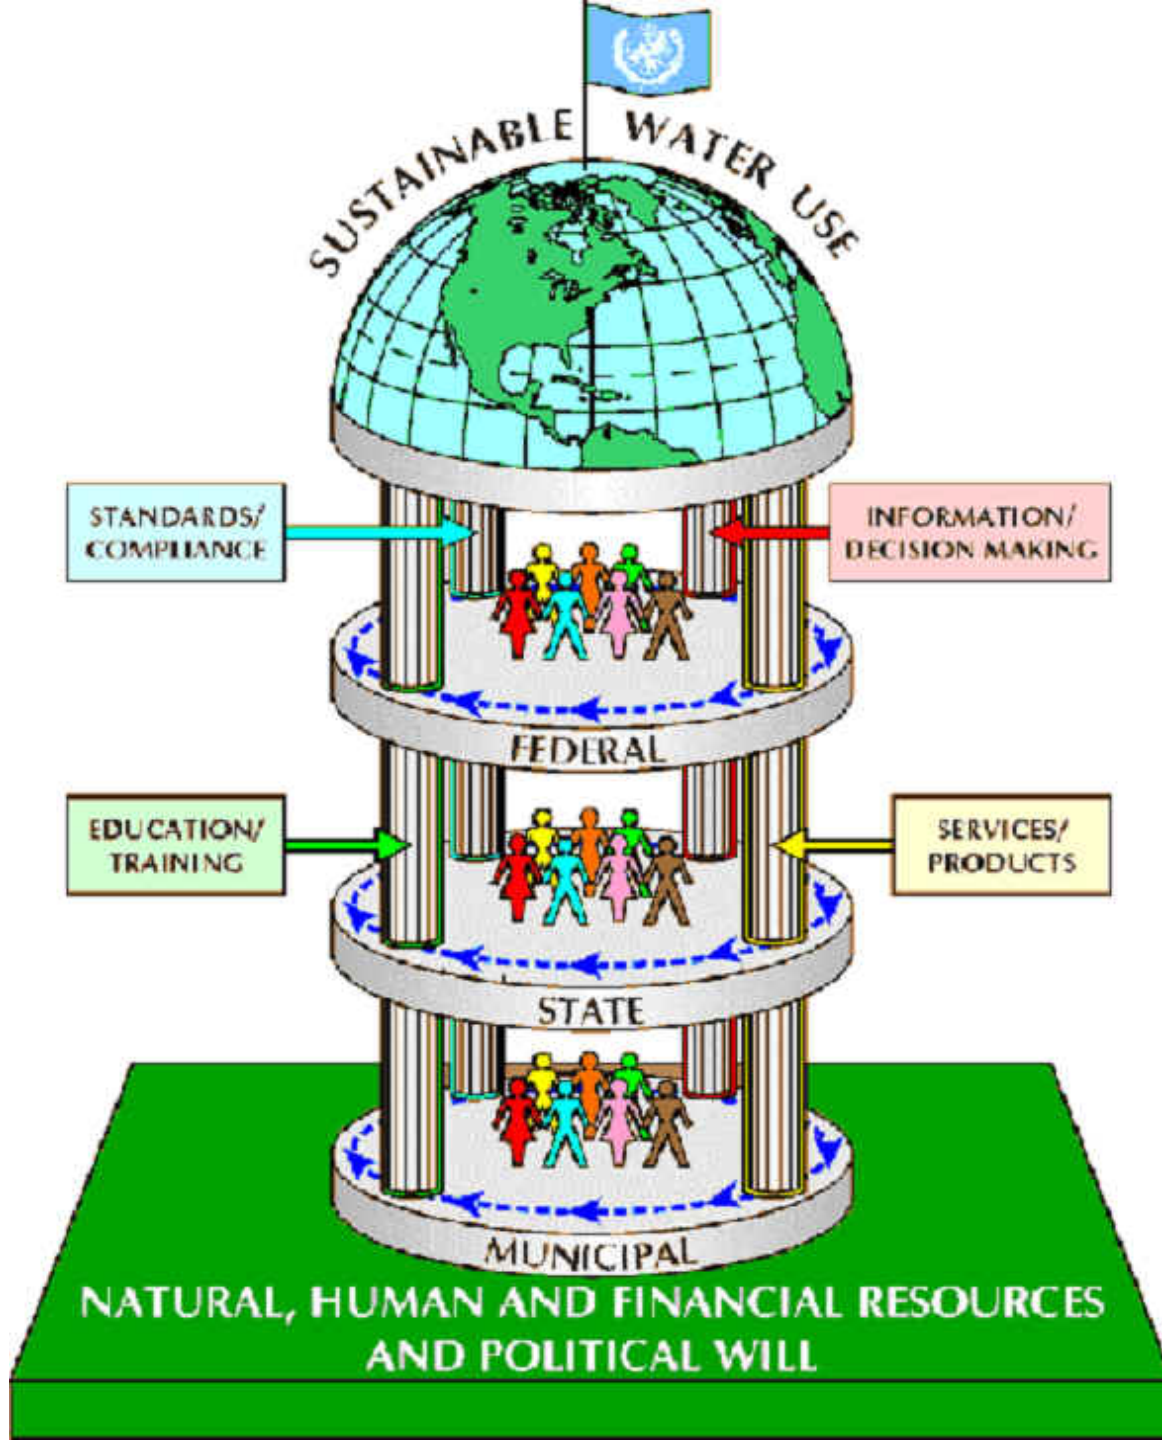 SUSTAINABLE WATER USE
STANDARDS/
COMPLIANCE
INFORMATION/
DECISION MAKING
FEDERAL
EDUCATION/
TRAINING
SERVICES/
PRODUCTS
STATE
MUNICIPAL
NATURAL, HUMAN AND FINANCIAL RESOURCES
AND POLITICAL WILL